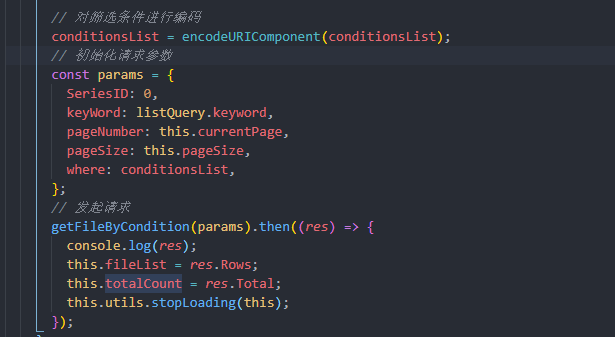 // 对筛选条件进行编码
conditionsList = encodeURIComponent(conditionsList);
// 初始化请求参数
const params = {
SeriesID: 0,
keyWord: listQuery.keyword,
pageNumber: this.currentPage,
pageSize: this.pageSize,
where: conditionsList,
};
// 发起请求
getFileByCondition(params).then((res) => {
console.log(res);
this.fileList = res.Rows;
this.totalCount = res.Total;
this.utils.stopLoading(this);
});